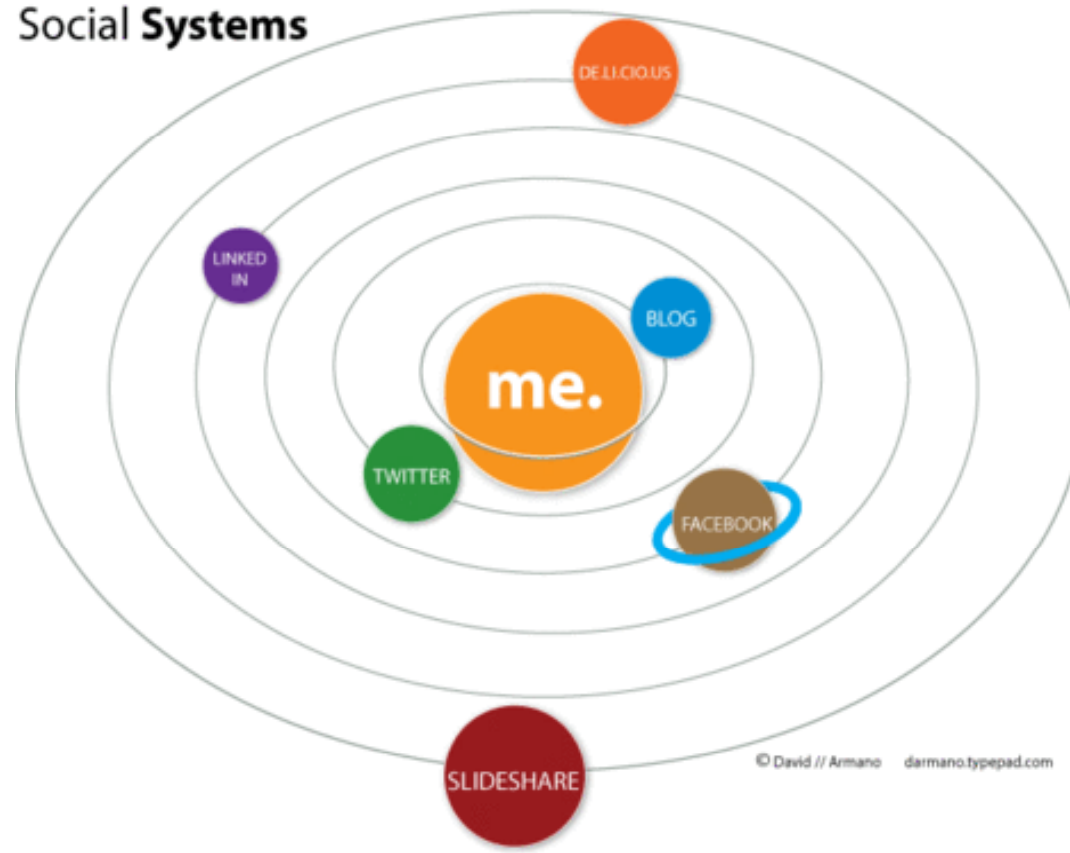 Social Systems
DE.LI.CIO.US
LINKED
IN
BLOG
me.
TWITTER
FACEBOOK
SLIDESHARE
© David // Armano darmano.typepad.com